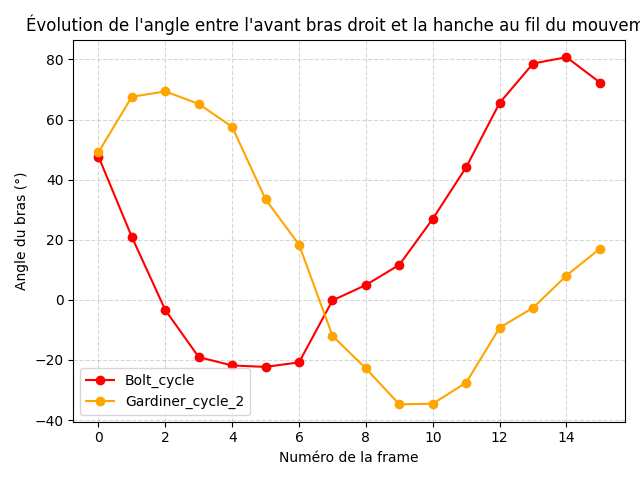 Évolution de l'angle entre l'avant bras droit et la hanche au fil du mouvem
80
60
40
20
0
−20
−40
Angle du bras (°)
Bolt_cycle
Gardiner_cycle_2
0 2 4 6 8 10 12 14
Numéro de la frame